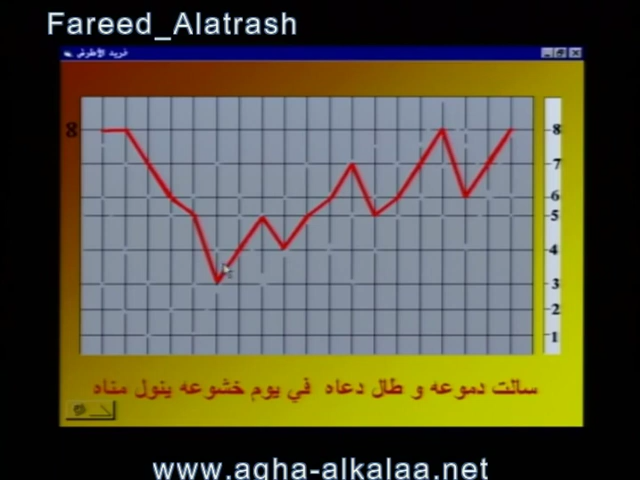 Fareed_Alatrash
فريد الأطرش
8
8
7
6
5
4
3
2
1
سالت دموعه و طال دعاه في يوم خشوعه ينول مناه
www.agha-alkalaa.net